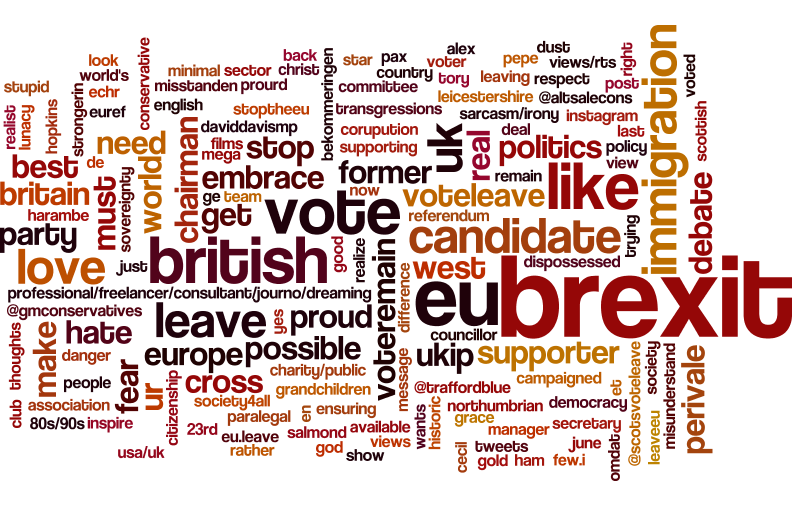 back
alex
dust
look
conservative
star
pax
voter
pepe
views/rts
right
world's
minimal
sector
christ
country
tory
leaving
respect
post
voted
stupid
echr
misstanden
prourd
committee
leicestershire
@altsalecons
immigration
realist
lunacy
hopkins
strongerin
euref
english
stoptheeu
bekommeringen
transgressions
sarcasm/irony
instagram
need
world
chairman
daviddavismp
films
mega
stop
corupution
supporting
uk
real
deal
politics
last
policy
view
scottish
best
de
must
sovereignty
embrace
former
remain
like
britain
harambe
ge
team
get
now
vote
voteleave
referendum
trying
debate
party
british
good
realize
voteremain
candidate
love
just
west
dispossessed
professional/freelancer/consultant/journo/dreaming
difference
eu
brexit
@gmconservatives
leave
yes
proud
councillor
thoughts
hate
make
danger
europe
possible
ukip
supporter
@scotsvoteleave
society
misunderstand
perivale
people
fear
ur
cross
charity/public
message
campaigned
et
citizenship
society4all
grandchildren
@traffordblue
club
association
paralegal
en
ensuring
northumbrian
democracy
80s/90s
inspire
23rd
eu.leave
salmond
available
wants
historic
grace
manager
secretary
leaveeu
usa/uk
rather
god
views
show
cecil
tweets
june
omdaty
gold
ham
few.i